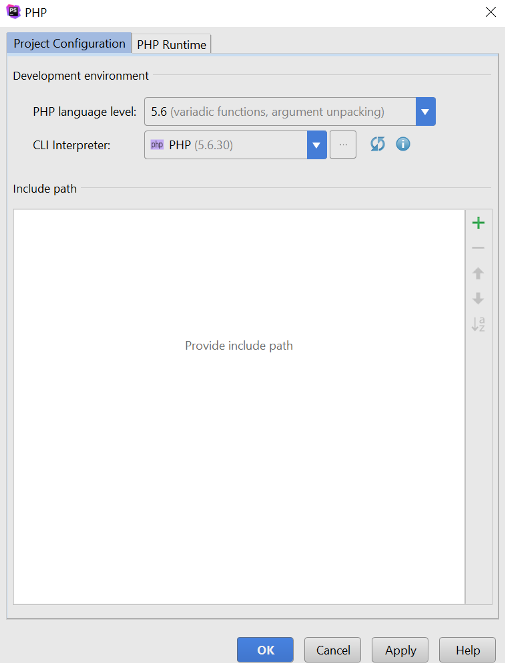 PS PHP
Project Configuration PHP Runtime
Development environment
PHP language level: 5.6 (variadic functions, argument unpacking)
CLI Interpreter: php PHP (5.6.30) ...
Include path
a
z
Provide include path
OK Cancel Apply Help